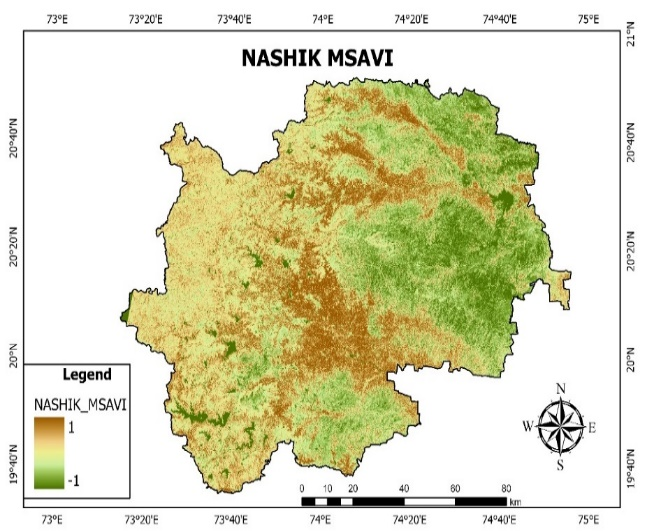 73°E 73°20'E 73°40'E 74°E 74°20'E 74°40'E 75°E
21°N
21°N
NASHIK MSAVI
20°40'N
20°40'N
20°20'N
20°20'N
20°N
20°N
Legend
NASHIK_MSAVI
1
-1
N
W E
S
19°40'N
19°40'N
0 10 20 40 60 80
km
73°E 73°20'E 73°40'E 74°E 74°20'E 74°40'E 75°E